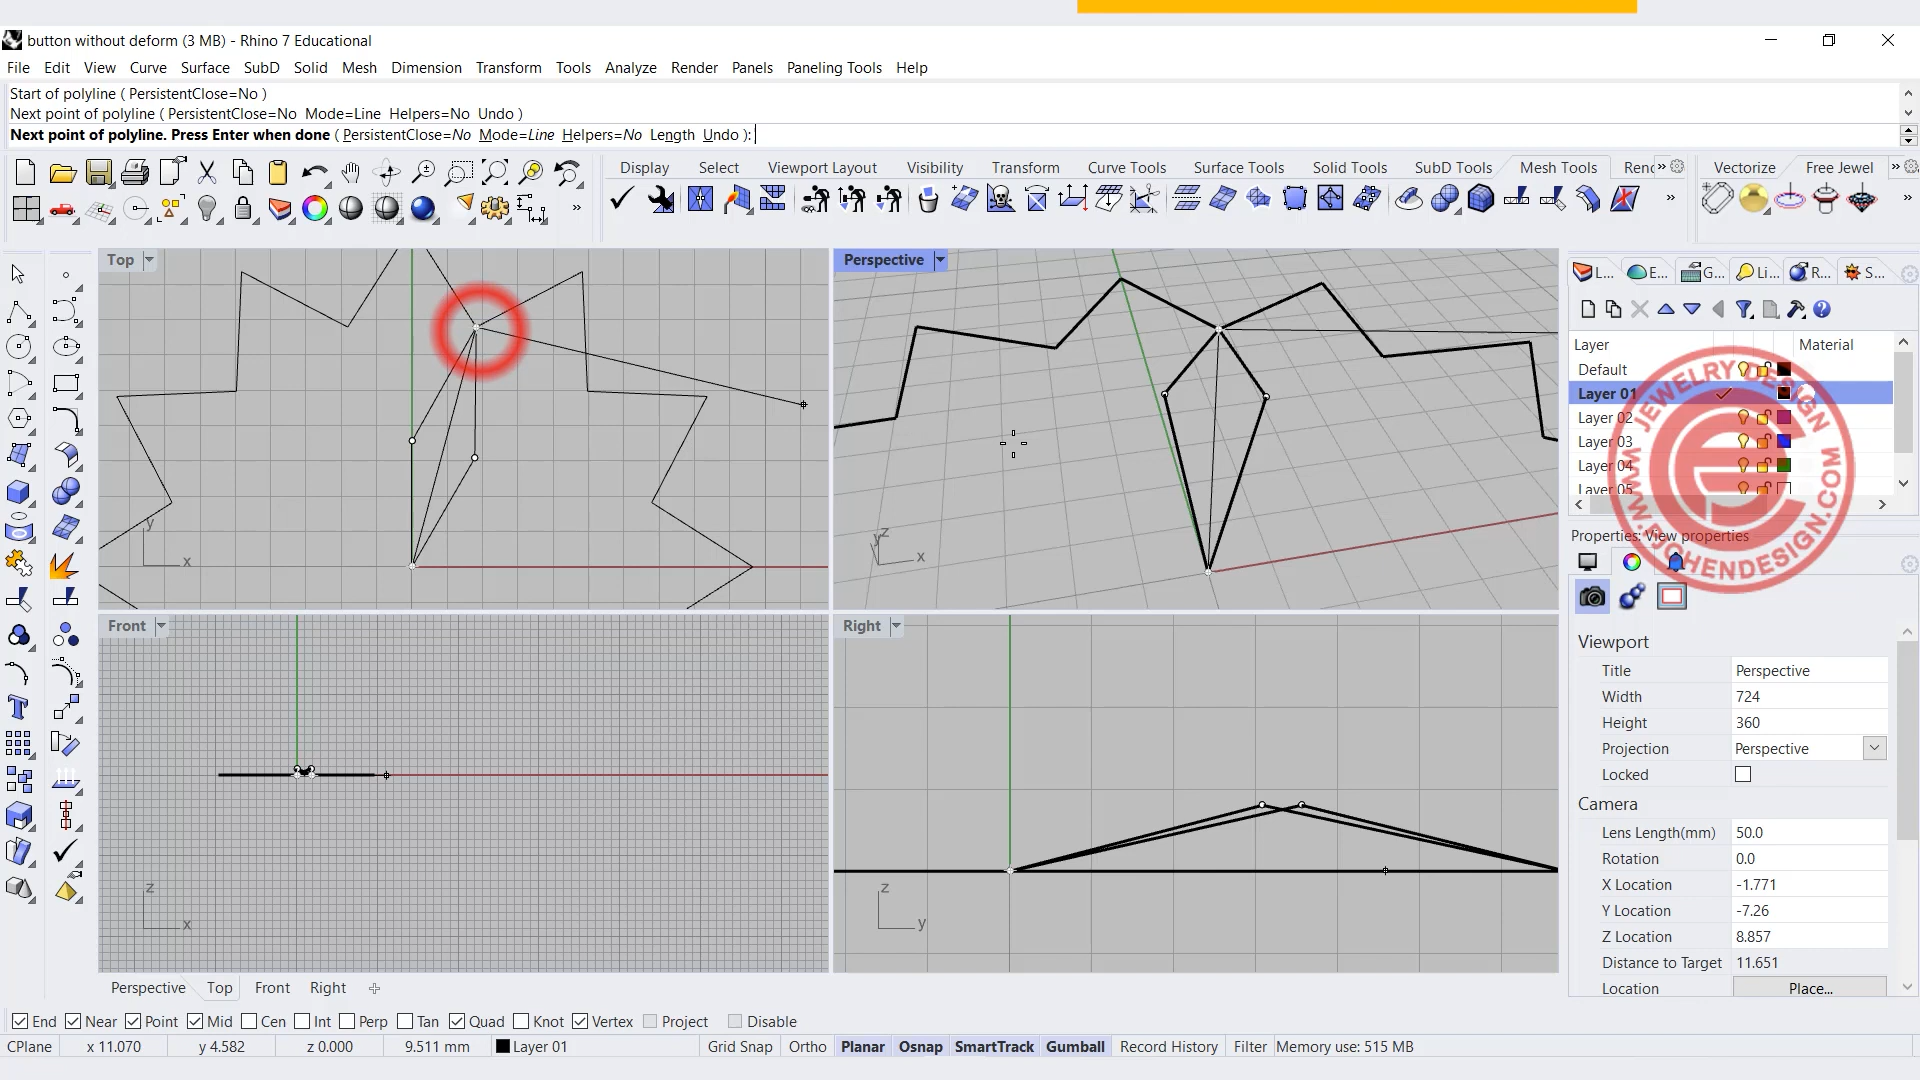 button without deform (3 MB) - Rhino 7 Educational
File Edit View Curve Surface SubD Solid Mesh Dimension Transform Tools Analyze Render Panels Paneling Tools Help
Start of polyline ( PersistentClose=No )
Next point of polyline ( PersistentClose=No Mode=Line Helpers=No Undo )
Next point of polyline. Press Enter when done ( PersistentClose=No Mode=Line Helpers=No Length Undo ):
Display Select Viewport Layout Visibility Transform Curve Tools Surface Tools Solid Tools SubD Tools Mesh Tools Renc » Vectorize Free Jewel »
» » »
Top
Perspective
L... E... G... Li... R... S...
Layer Material
Default
Layer 01
Layer 02
Layer 03
Layer 04
Layer 05
JEWELRY DESIGN
WWW.PJCHENDESIGN.COM
y
x
z
y
x
Properties: View properties
Front
Right
Viewport
Title Perspective
Width 724
Height 360
Projection Perspective
Locked
Camera
Lens Length(mm) 50.0
Rotation 0.0
X Location -1.771
Y Location -7.26
Z Location 8.857
Distance to Target 11.651
Location Place...
z
x
z
y
Perspective Top Front Right
End Near Point Mid Cen Int Perp Tan Quad Knot Vertex Project Disable
CPlane x 11.070 y 4.582 z 0.000 9.511 mm Layer 01 Grid Snap Ortho Planar Osnap SmartTrack Gumball Record History Filter Memory use: 515 MB